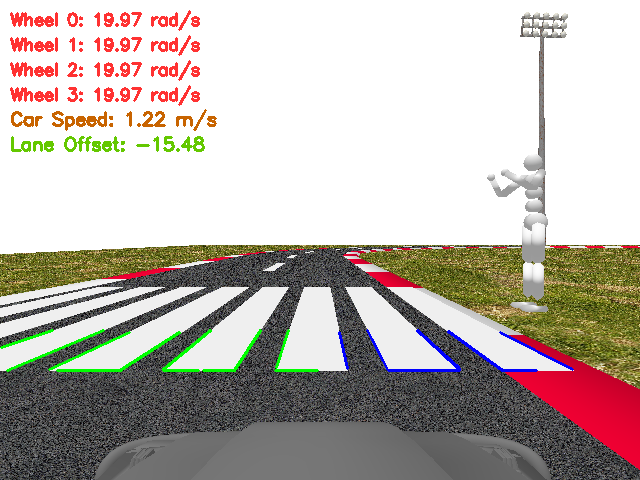 Wheel 0: 19.97 rad/s
Wheel 1: 19.97 rad/s
Wheel 2: 19.97 rad/s
Wheel 3: 19.97 rad/s
Car Speed: 1.22 m/s
Lane Offset: -15.48